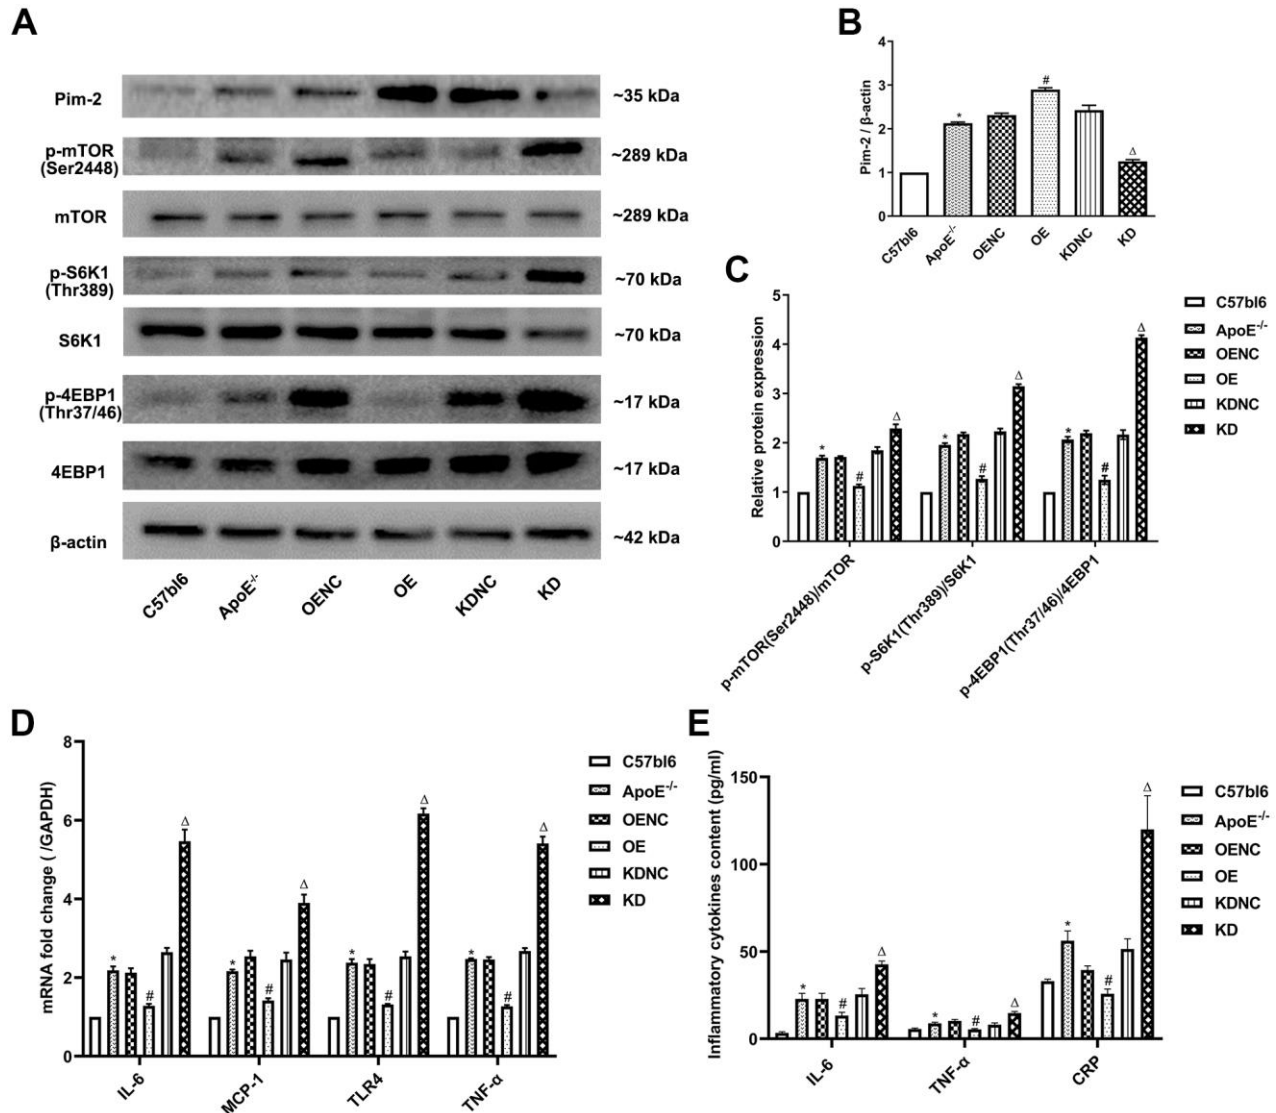 A
Pim-2
~35 kDa
p-mTOR
(Ser2448)
~289 kDa
mTOR
~289 kDa
p-S6K1
(Thr389)
~70 kDa
S6K1
~70 kDa
p-4EBP1
(Thr37/46)
~17 kDa
4EBP1
~17 kDa
β-actin
~42 kDa
C57bl6
ApoE-/-
OENC
OE
KDNC
KD
B
Pim-2 / β-actin
4
3
2
1
0
*
#
Δ
C57bl6
ApoE-/-
OENC
OE
KDNC
KD
C
Relative protein expression
5
4
3
2
1
0
*
#
Δ
*
#
Δ
*
#
Δ
p-mTOR(Ser2448)/mTOR
p-S6K1(Thr389)/S6K1
p-4EBP1(Thr37/46)/4EBP1
C57bl6
ApoE-/-
OENC
OE
KDNC
KD
D
mRNA fold change ( /GAPDH)
8
6
4
2
0
*
#
Δ
*
#
Δ
*
#
Δ
*
#
Δ
IL-6
MCP-1
TLR4
TNF-α
C57bl6
ApoE-/-
OENC
OE
KDNC
KD
E
Inflammatory cytokines content (pg/ml)
150
100
50
0
*
#
Δ
*
#
Δ
*
#
Δ
IL-6
TNF-α
CRP
C57bl6
ApoE-/-
OENC
OE
KDNC
KD